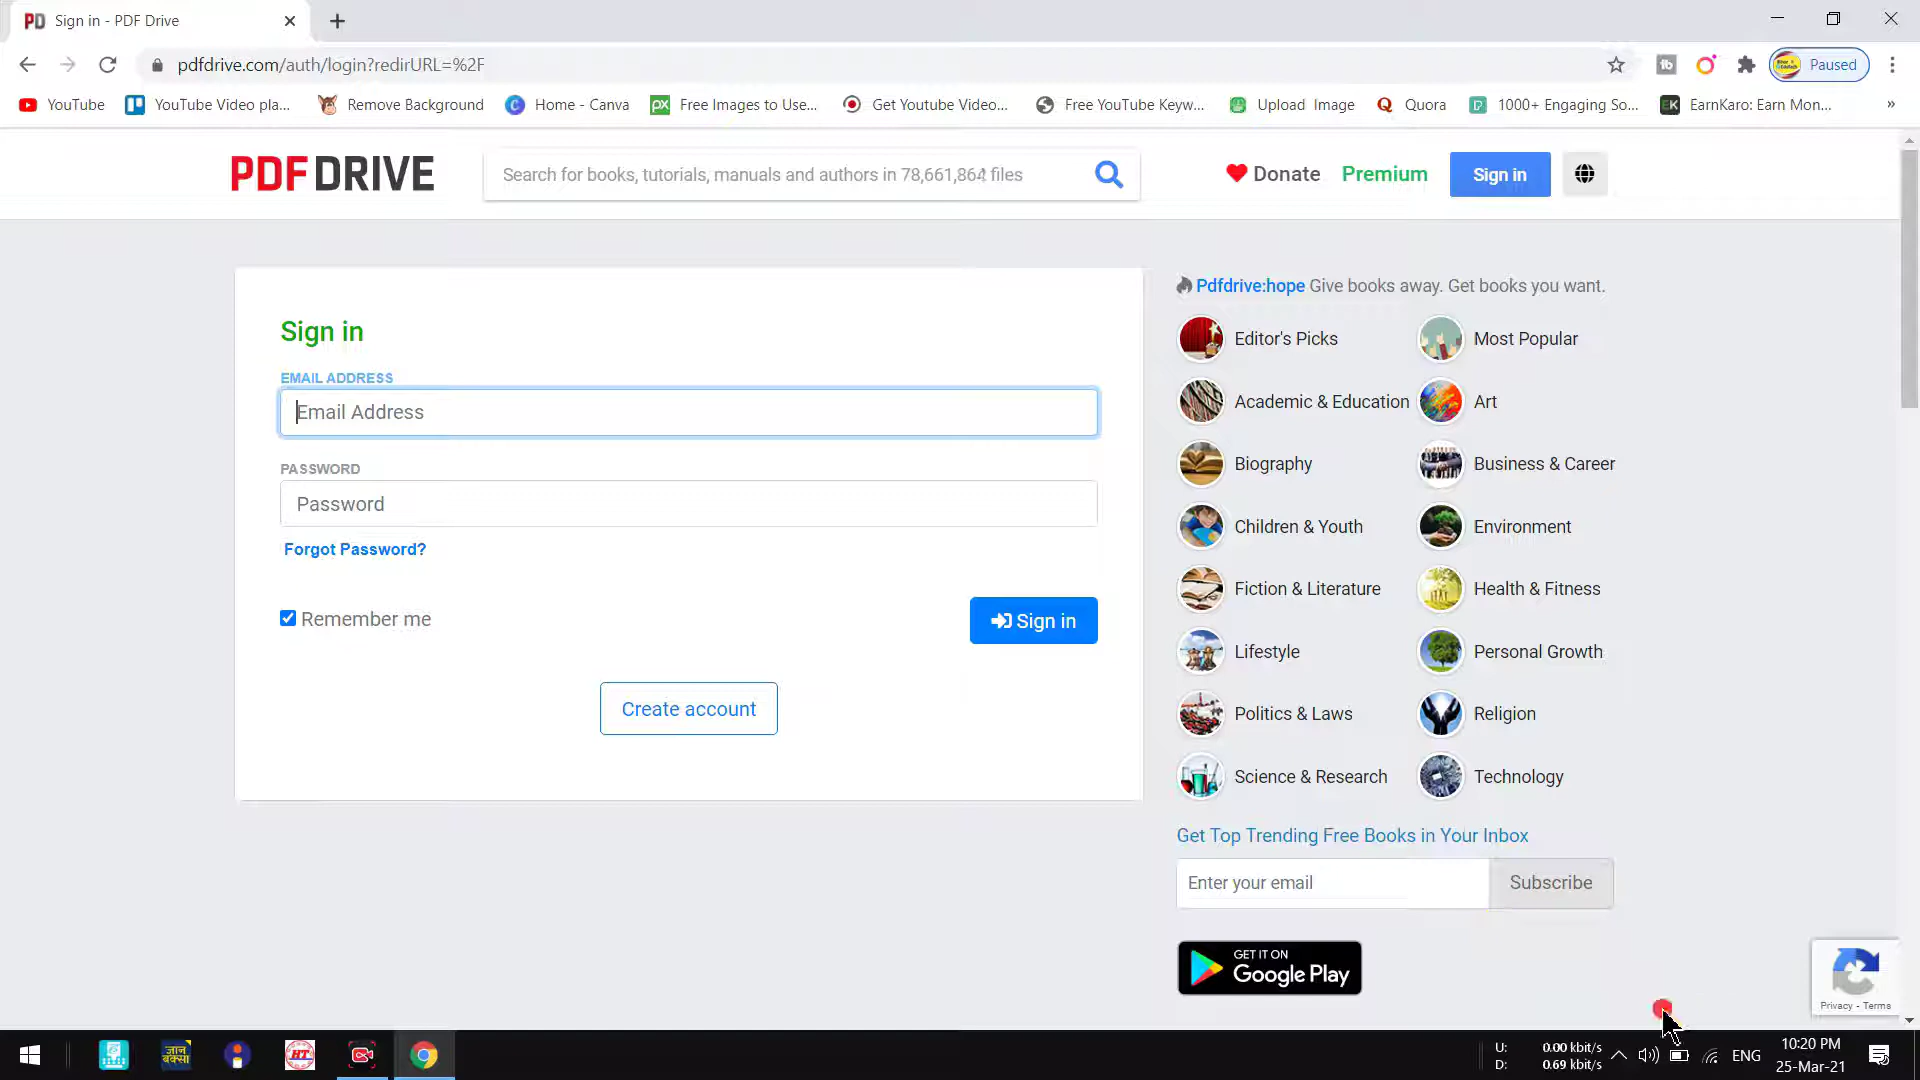 PD Sign in - PDF Drive
pdfdrive.com/auth/login?redirURL=%2F
Paused
YouTube YouTube Video pla... Remove Background Home - Canva Free Images to Use... Get Youtube Video... Free YouTube Keyw... Upload Image Quora 1000+ Engaging So... EarnKaro: Earn Mon... »
PDF DRIVE
Search for books, tutorials, manuals and authors in 78,661,864 files
Donate Premium Sign in
Pdfdrive:hope Give books away. Get books you want.
Sign in
EMAIL ADDRESS
Email Address
PASSWORD
Password
Forgot Password?
Remember me
Sign in
Create account
Editor's Picks Most Popular
Academic & Education Art
Biography Business & Career
Children & Youth Environment
Fiction & Literature Health & Fitness
Lifestyle Personal Growth
Politics & Laws Religion
Science & Research Technology
Get Top Trending Free Books in Your Inbox
Enter your email Subscribe
GET IT ON
Google Play
Privacy - Terms
जान
बक्सा
HT
U: 0.00 kbit/s
D: 0.69 kbit/s
ENG
10:20 PM
25-Mar-21